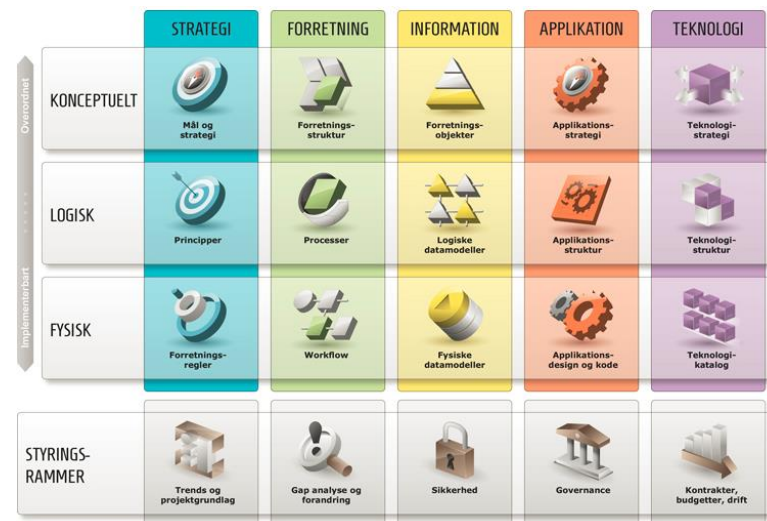 STRATEGI
FORRETNING
INFORMATION
APPLIKATION
TEKNOLOGI
Overordnet
Implementerbart
KONCEPTUELT
Mål og
strategi
Forretnings-
struktur
Forretnings-
objekter
Applikations-
strategi
Teknologi-
strategi
LOGISK
Principper
Processer
Logiske
datamodeller
Applikations-
struktur
Teknologi-
struktur
FYSISK
Forretnings-
regler
Workflow
Fysiske
datamodeller
Applikations-
design og kode
Teknologi-
katalog
STYRINGS-
RAMMER
Trends og
projektgrundlag
Gap analyse og
forandring
Sikkerhed
Governance
Kontrakter,
budgetter, drift